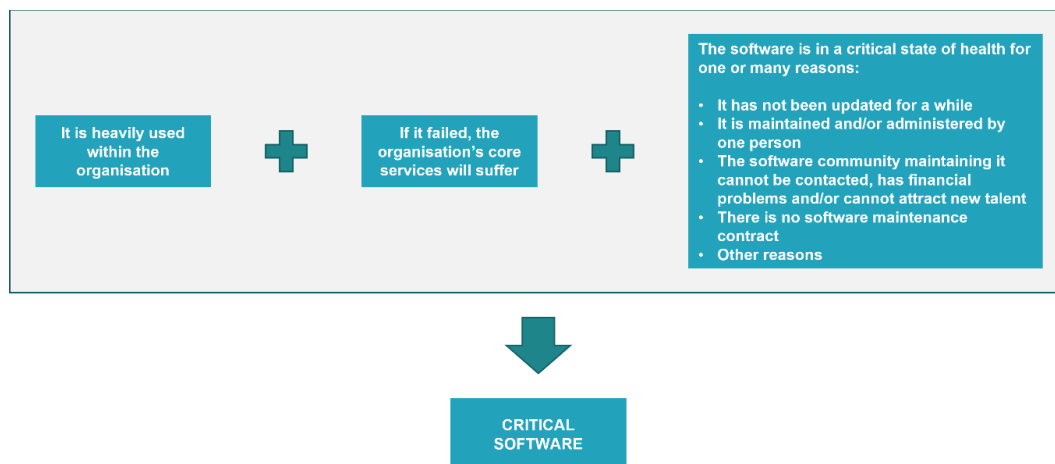 It is heavily used
within the
organisation
If it failed, the
organisation's core
services will suffer
The software is in a critical state of health for
one or many reasons:
• It has not been updated for a while
• It is maintained and/or administered by
one person
• The software community maintaining it
cannot be contacted, has financial
problems and/or cannot attract new talent
• There is no software maintenance
contract
• Other reasons
CRITICAL
SOFTWARE